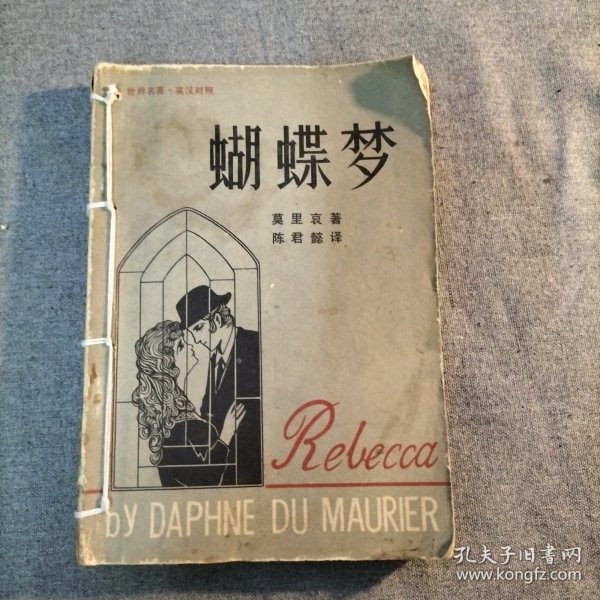 世界名著·英汉对照
蝴蝶梦
莫里哀著
陈君懿译
Rebecca
by DAPHNE DU MAURIER
孔夫子旧书网
www.kongfz.com